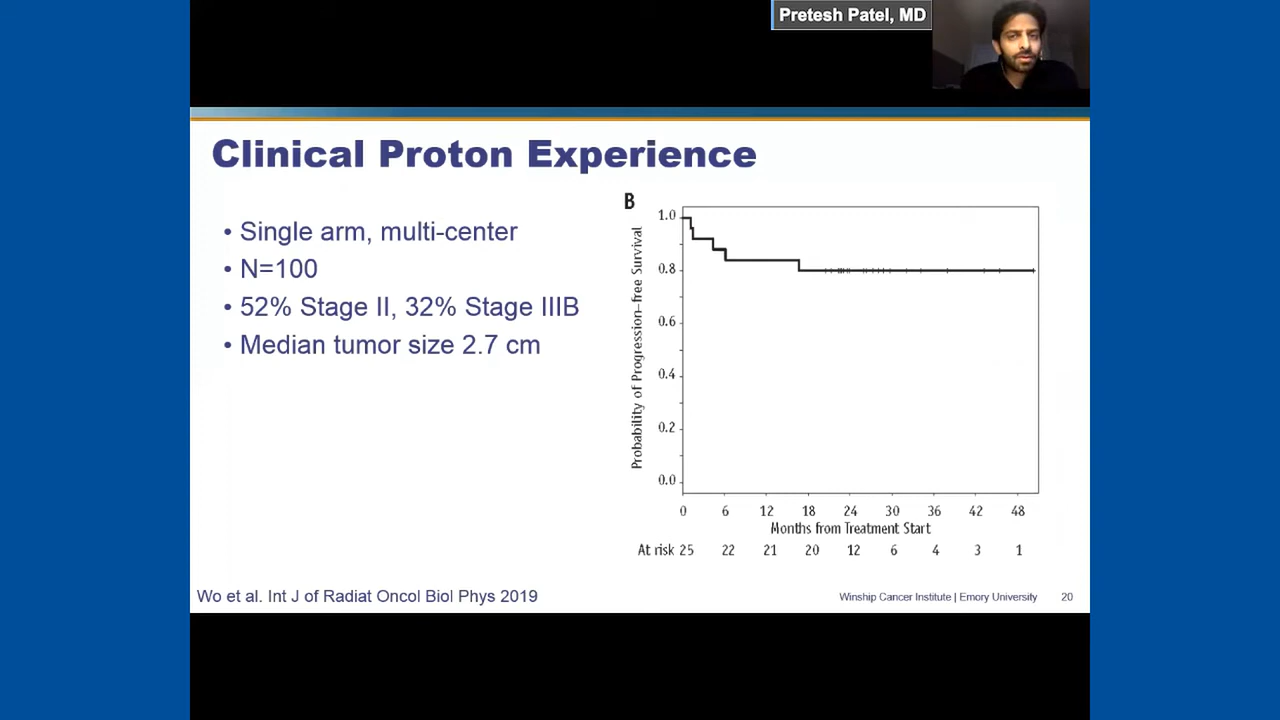 Pretesh Patel, MD
Clinical Proton Experience
• Single arm, multi-center
• N=100
• 52% Stage II, 32% Stage IIIB
• Median tumor size 2.7 cm
B
Probability of Progression-free Survival
1.0
0.8
0.6
0.4
0.2
0.0
0 6 12 18 24 30 36 42 48
Months from Treatment Start
At risk 25 22 21 20 12 6 4 3 1
Wo et al. Int J of Radiat Oncol Biol Phys 2019
Winship Cancer Institute | Emory University 20